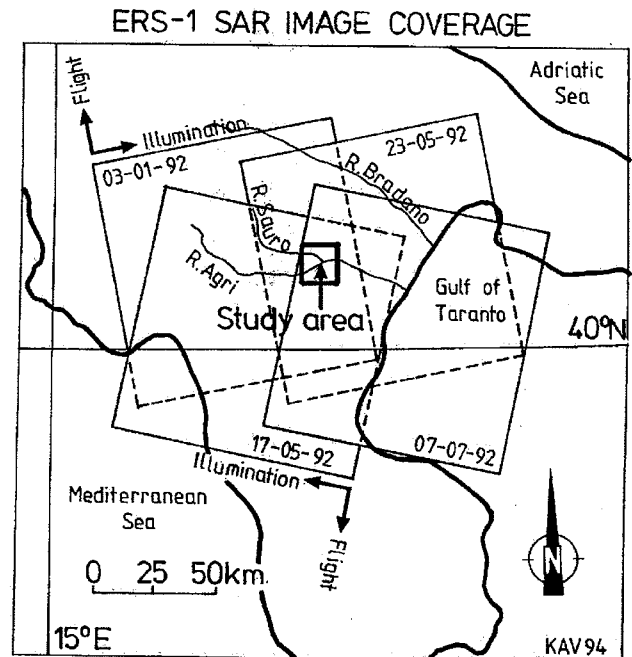 ERS-1 SAR IMAGE COVERAGE
Adriatic
Sea
Flight
Illumination
03-01-92
23-05-92
R. Bradano
R. Sauro
R. Agri
Gulf of
Taranto
Study area
40°N
17-05-92
07-07-92
Illumination
Mediterranean
Sea
Flight
N
0 25 50km.
15°E
KAV94